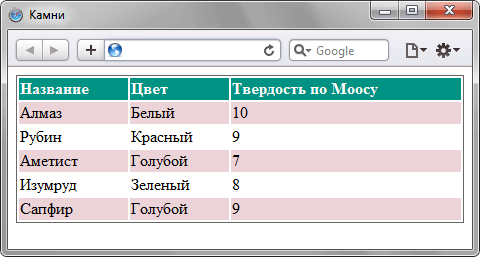 Камни
Google
Название Цвет Твердость по Моосу
Алмаз Белый 10
Рубин Красный 9
Аметист Голубой 7
Изумруд Зеленый 8
Сапфир Голубой 9